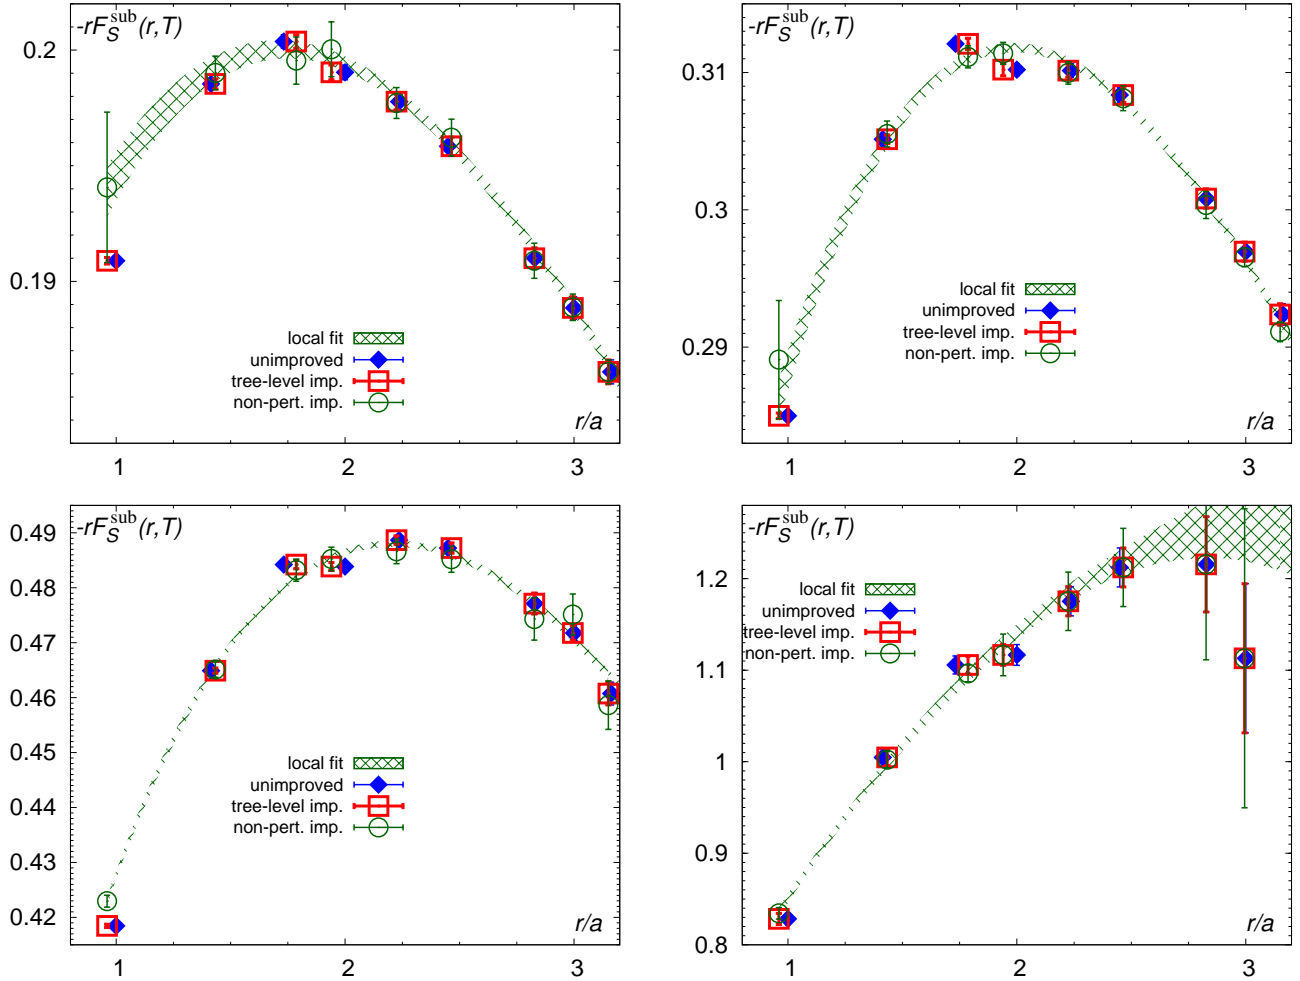 -rF_S^sub(r,T)
0.2
0.19
local fit
unimproved
tree-level imp.
non-pert. imp.
r/a
1 2 3
-rF_S^sub(r,T)
0.31
0.3
0.29
local fit
unimproved
tree-level imp.
non-pert. imp.
r/a
1 2 3
-rF_S^sub(r,T)
0.49
0.48
0.47
0.46
0.45
0.44
0.43
0.42
local fit
unimproved
tree-level imp.
non-pert. imp.
r/a
1 2 3
-rF_S^sub(r,T)
1.2
1.1
1
0.9
0.8
local fit
unimproved
tree-level imp.
non-pert. imp.
r/a
1 2 3